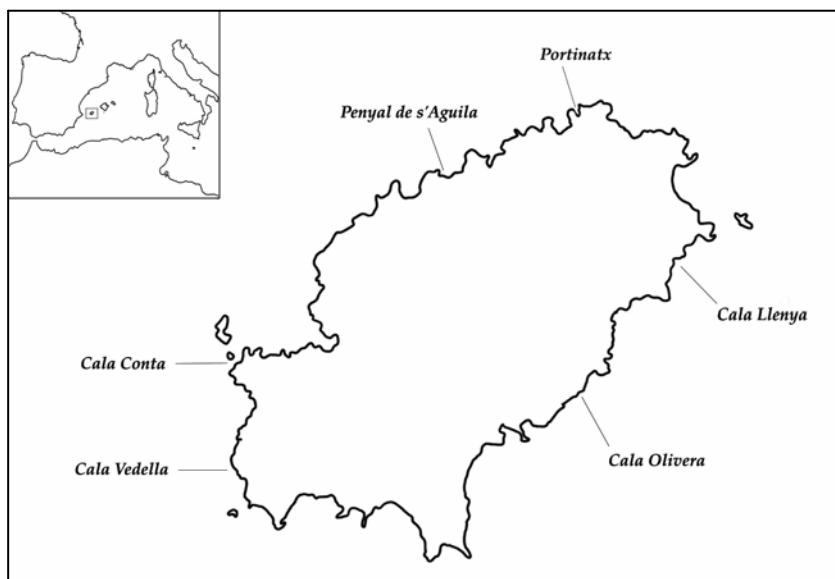 Portinatx
Penyal de s'Aguila
Cala Llenya
Cala Conta
Cala Olivera
Cala Vedella